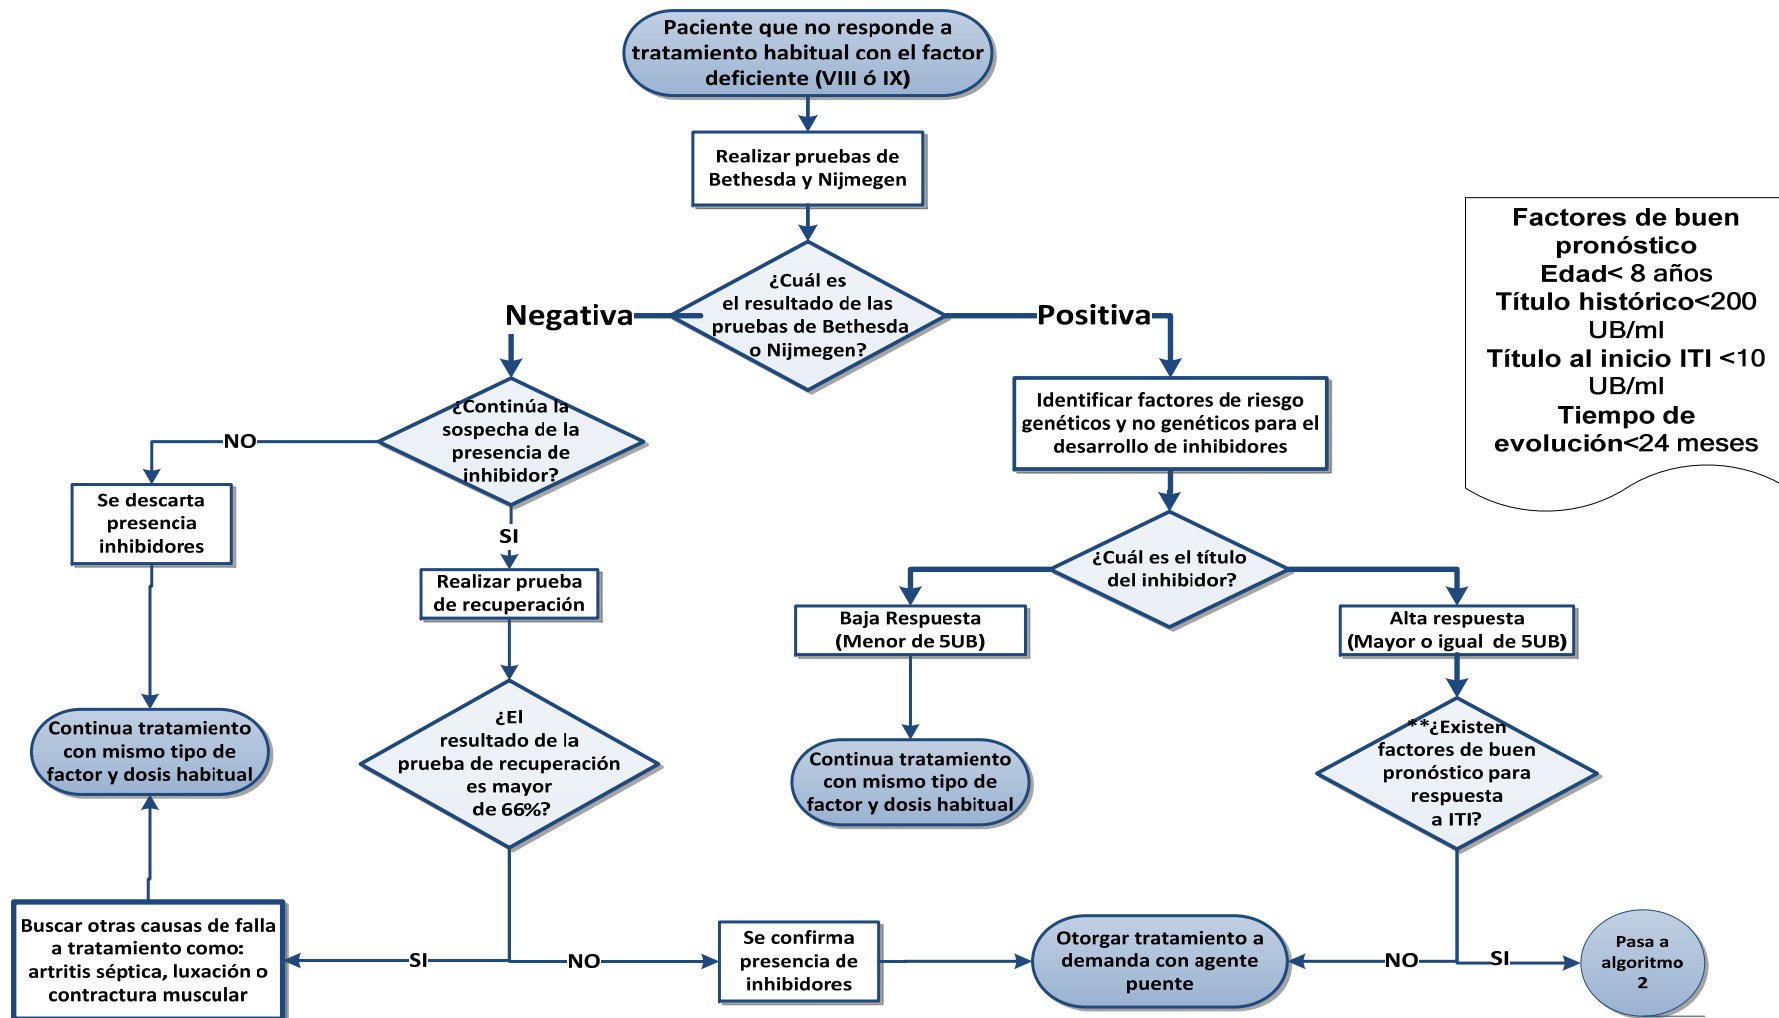 Paciente que no responde a
tratamiento habitual con el factor
deficiente (VIII ó IX)
Realizar pruebas de
Bethesda y Nijmegen
¿Cuál es
el resultado de las
pruebas de Bethesda
o Nijmegen?
Negativa
Positiva
Factores de buen
pronóstico
Edad< 8 años
Título histórico<200
UB/ml
Título al inicio ITI <10
UB/ml
Tiempo de
evolución<24 meses
¿Continúa la
sospecha de la
presencia de
inhibidor?
NO
SI
Identificar factores de riesgo
genéticos y no genéticos para el
desarrollo de inhibidores
Se descarta
presencia
inhibidores
Realizar prueba
de recuperación
¿Cuál es el título
del inhibidor?
Baja Respuesta
(Menor de 5UB)
Alta respuesta
(Mayor o igual de 5UB)
Continua tratamiento
con mismo tipo de
factor y dosis habitual
¿El
resultado de la
prueba de recuperación
es mayor
de 66%?
Continua tratamiento
con mismo tipo de
factor y dosis habitual
**¿Existen
factores de buen
pronóstico para
respuesta
a ITI?
Buscar otras causas de falla
a tratamiento como:
artritis séptica, luxación o
contractura muscular
SI
NO
Se confirma
presencia de
inhibidores
Otorgar tratamiento a
demanda con agente
puente
NO
SI
Pasa a
algoritmo
2